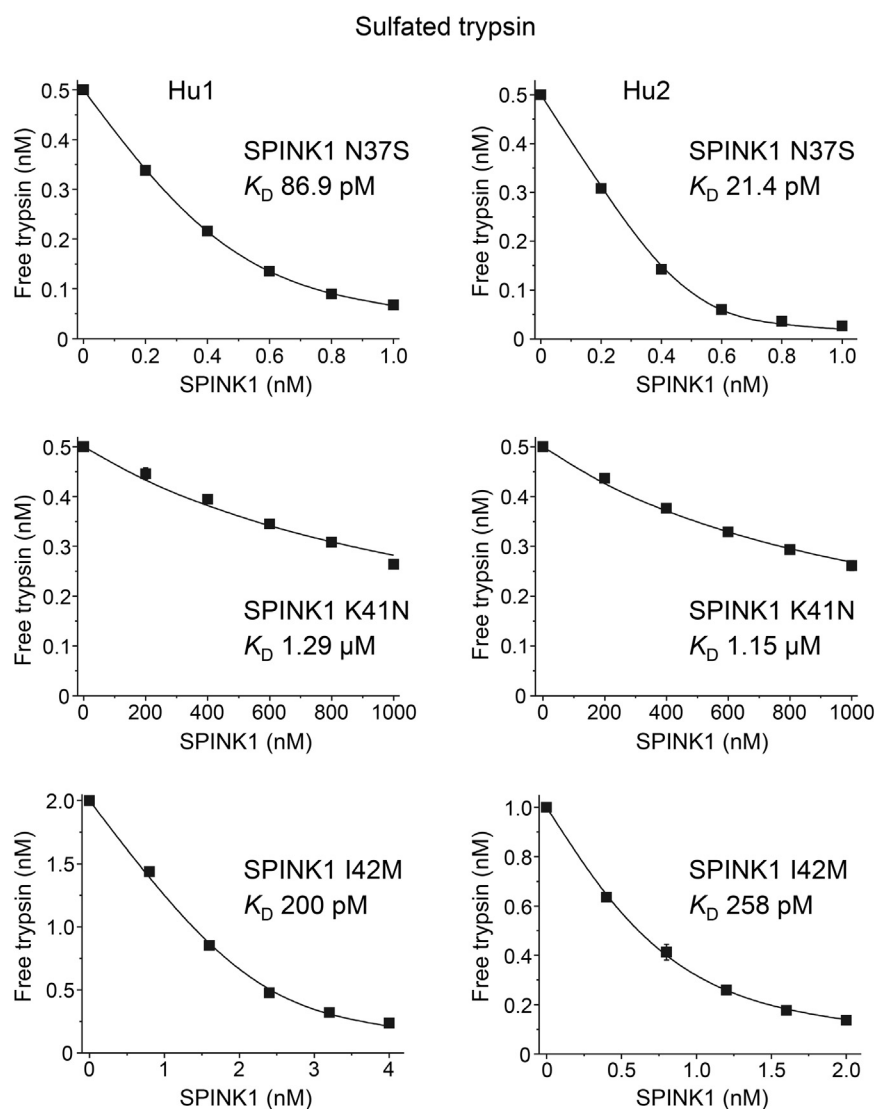 Sulfated trypsin
Hu1
SPINK1 N37S
KD 86.9 pM
Free trypsin (nM)
0.5
0.4
0.3
0.2
0.1
0
0 0.2 0.4 0.6 0.8 1.0
SPINK1 (nM)
Hu2
SPINK1 N37S
KD 21.4 pM
Free trypsin (nM)
0.5
0.4
0.3
0.2
0.1
0
0 0.2 0.4 0.6 0.8 1.0
SPINK1 (nM)
Free trypsin (nM)
0.5
0.4
0.3
0.2
0.1
0
SPINK1 K41N
KD 1.29 µM
0 200 400 600 800 1000
SPINK1 (nM)
Free trypsin (nM)
0.5
0.4
0.3
0.2
0.1
0
SPINK1 K41N
KD 1.15 µM
0 200 400 600 800 1000
SPINK1 (nM)
Free trypsin (nM)
2.0
1.5
1.0
0.5
0
SPINK1 I42M
KD 200 pM
0 1 2 3 4
SPINK1 (nM)
Free trypsin (nM)
1.0
0.8
0.6
0.4
0.2
0
SPINK1 I42M
KD 258 pM
0 0.5 1.0 1.5 2.0
SPINK1 (nM)